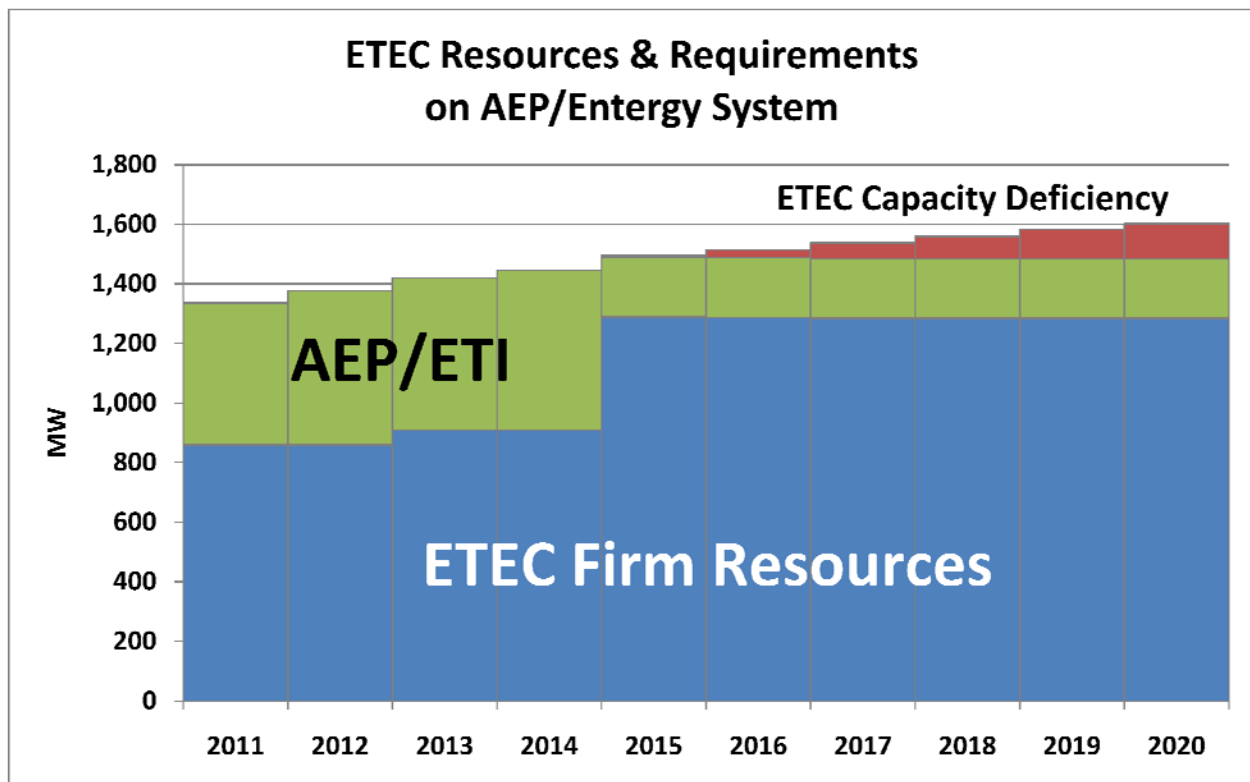 ETEC Resources & Requirements
on AEP/Entergy System
1,800
1,600
1,400
1,200
1,000
800
600
400
200
0
MW
ETEC Capacity Deficiency
AEP/ETI
ETEC Firm Resources
2011 2012 2013 2014 2015 2016 2017 2018 2019 2020